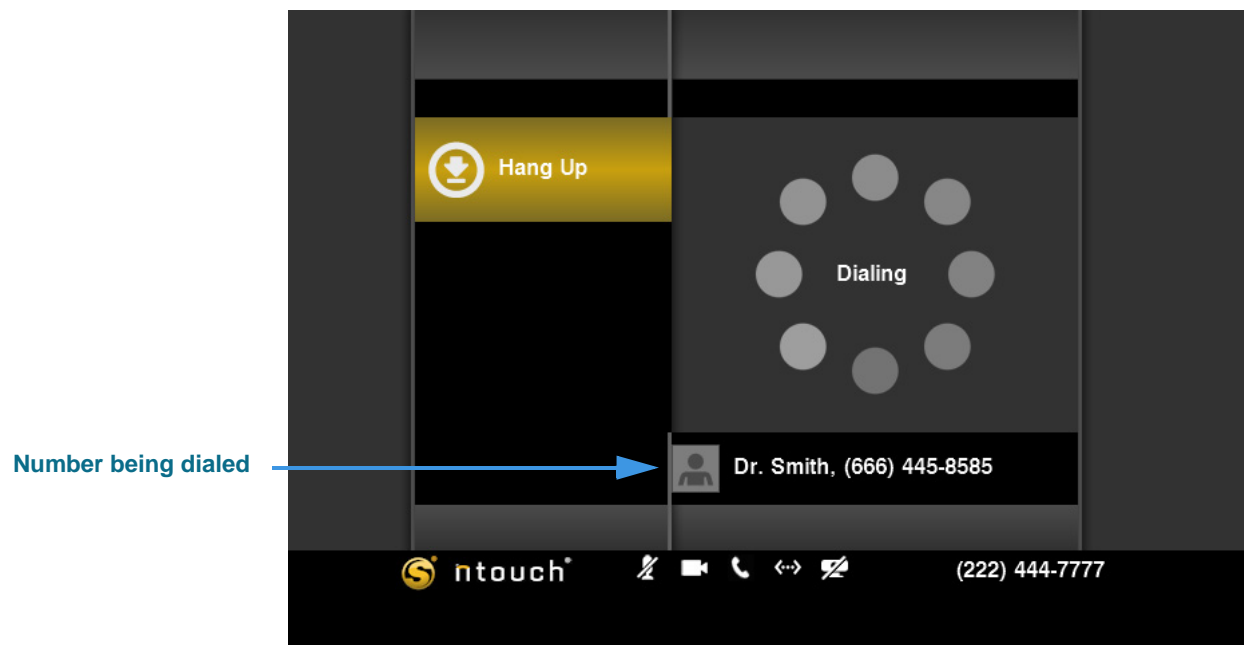 Hang Up
Dialing
Number being dialed
Dr. Smith, (666) 445-8585
S ntouch® (222) 444-7777